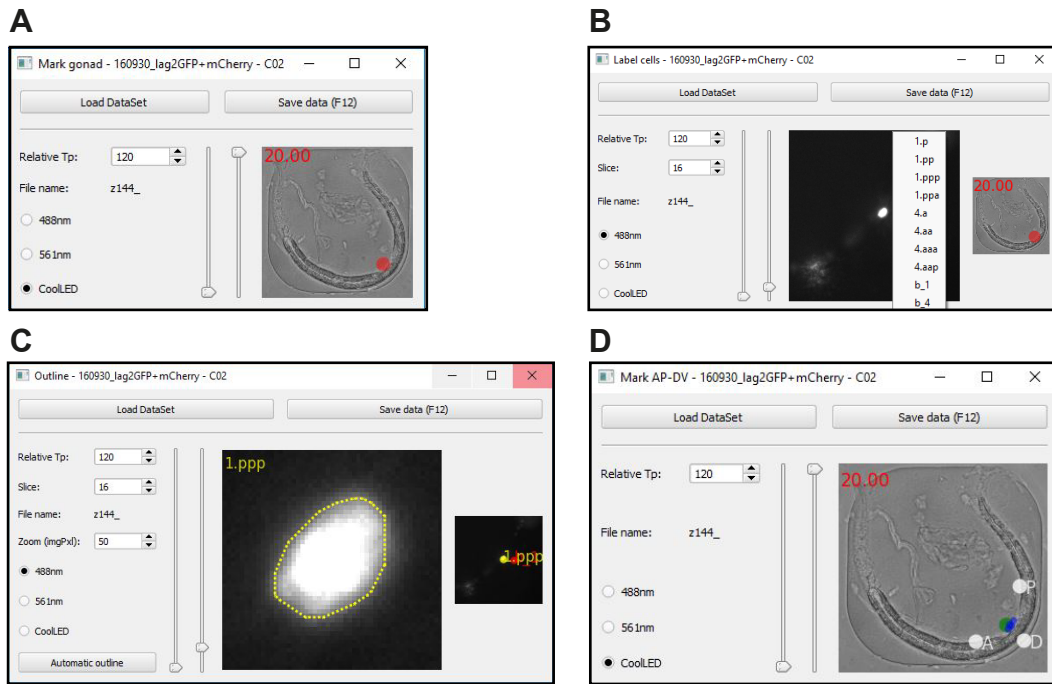 A
Mark gonad - 160930_lag2GFP+mCherry - C02
Load DataSet Save data (F12)
Relative Tp: 120
File name: z144_
488nm
561nm
CoolLED
20.00
B
Label cells - 160930_lag2GFP+mCherry - C02
Load DataSet Save data (F12)
Relative Tp: 120
Slice: 16
File name: z144_
488nm
561nm
CoolLED
1.p
1.pp
1.ppp
1.ppa
4.a
4.aa
4.aaa
4.aap
b_1
b_4
20.00
C
Outline - 160930_lag2GFP+mCherry - C02
Load DataSet Save data (F12)
Relative Tp: 120
Slice: 16
File name: z144_
Zoom (imgPxl): 50
488nm
561nm
CoolLED
Automatic outline
1.ppp
1.ppp
D
Mark AP-DV - 160930_lag2GFP+mCherry - C02
Load DataSet Save data (F12)
Relative Tp: 120
File name: z144_
488nm
561nm
CoolLED
20.00
P
A D